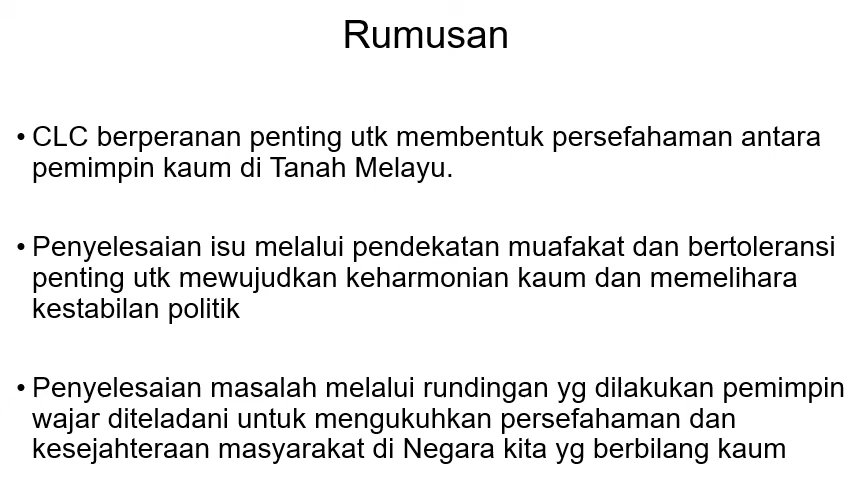 Rumusan
• CLC berperanan penting utk membentuk persefahaman antara
pemimpin kaum di Tanah Melayu.
• Penyelesaian isu melalui pendekatan muafakat dan bertoleransi
penting utk mewujudkan keharmonian kaum dan memelihara
kestabilan politik
• Penyelesaian masalah melalui rundingan yg dilakukan pemimpin
wajar diteladani untuk mengukuhkan persefahaman dan
kesejahteraan masyarakat di Negara kita yg berbilang kaum